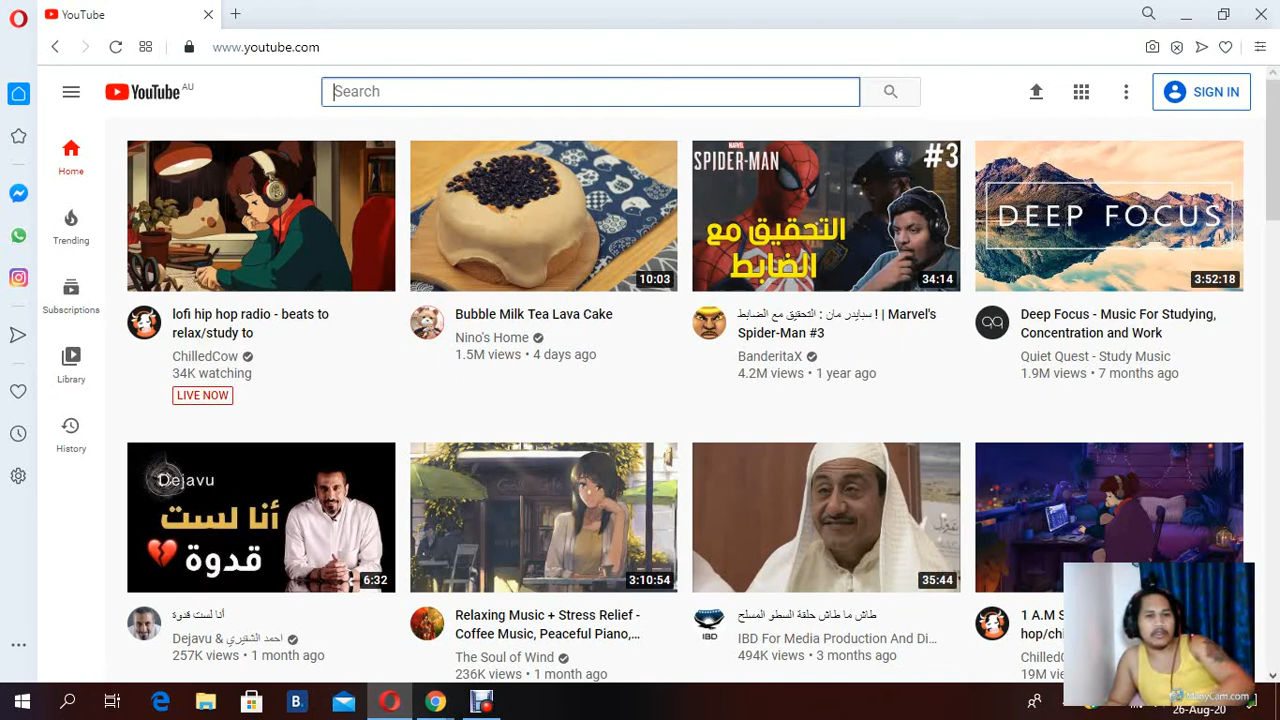 YouTube
www.youtube.com
YouTube AU
Search
SIGN IN
Home
Trending
Subscriptions
Library
History
lofi hip hop radio - beats to
relax/study to
ChilledCow
34K watching
LIVE NOW
10:03
Bubble Milk Tea Lava Cake
Nino's Home
1.5M views • 4 days ago
MARVEL
SPIDER-MAN
#3
التحقيق مع
الضابط
34:14
سبايدر مان : التحقيق مع الضابط ! | Marvel's
Spider-Man #3
BanderitaX
4.2M views • 1 year ago
DEEP FOCUS
3:52:18
Deep Focus - Music For Studying,
Concentration and Work
Quiet Quest - Study Music
1.9M views • 7 months ago
Dejavu
أنا لست
قدوة
6:32
أنا لست قدوة
Dejavu & احمد الشقيري
257K views • 1 month ago
3:10:54
Relaxing Music + Stress Relief -
Coffee Music, Peaceful Piano,...
The Soul of Wind
236K views • 1 month ago
35:44
طاش ما طاش حلقة السطو المسلح
IBD
IBD For Media Production And Di...
494K views • 3 months ago
1 A.M S
hop/chi
ChilledC
19M vie
ManyCam.com
26-Aug-20